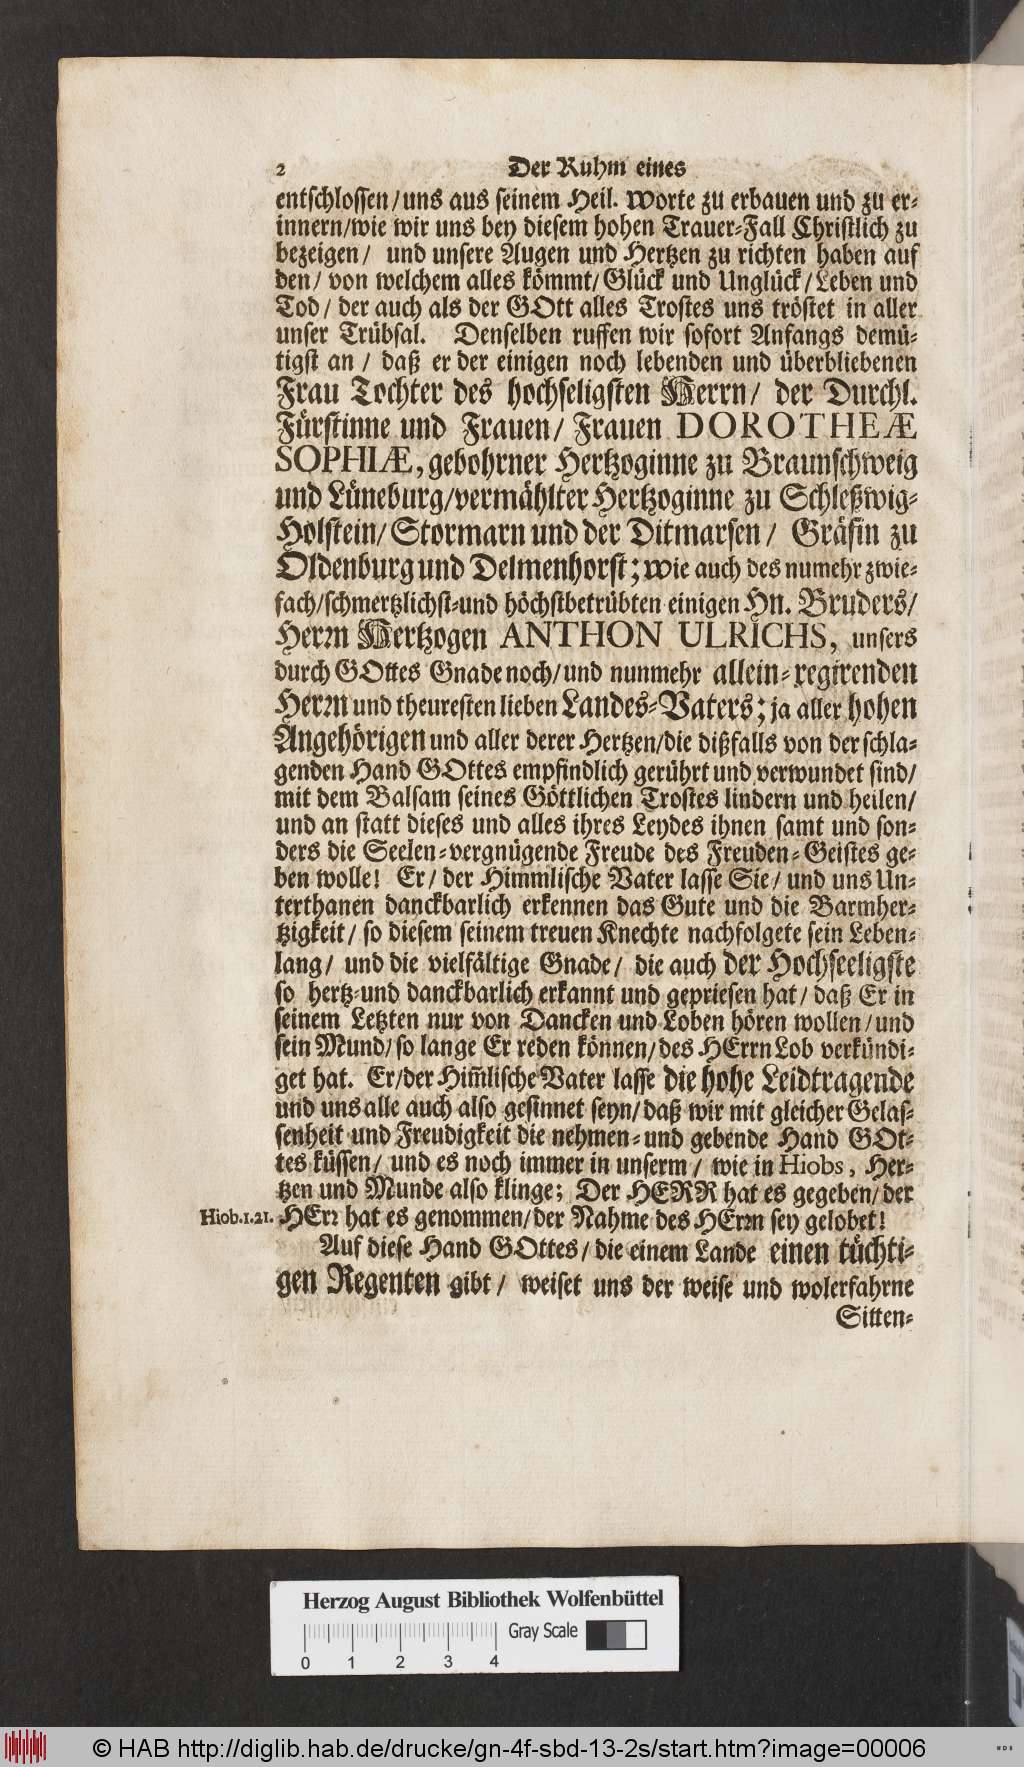 2 Der Ruhm eines
entschlossen/uns aus seinem Heil. Worte zu erbauen und zu er-
innern/wie wir uns bey diesem hohen Trauer-Fall Christlich zu
bezeigen/ und unsere Augen und Hertzen zu richten haben auf
den/ von welchem alles kömmt/Glück und Unglück/Leben und
Tod/ der auch als der GOtt alles Trostes uns tröstet in aller
unser Trübsal. Denselben ruffen wir sofort Anfangs demü-
tigst an/ daß er der einigen noch lebenden und überbliebenen
Frau Tochter des hochseligsten Herrn/ der Durchl.
Fürstinne und Frauen/ Frauen DOROTHEÆ
SOPHIÆ, gebohrner Hertzoginne zu Braunschweig
und Lüneburg/vermählter Hertzoginne zu Schleßwig-
Holstein/ Stormarn und der Ditmarsen/ Gräfin zu
Oldenburg und Delmenhorst; wie auch des numehr zwie-
fach/schmertzlichst-und höchstbetrübten einigen Hn. Bruders/
Herrn Hertzogen ANTHON ULRICHS, unsers
durch GOttes Gnade noch/und nunmehr allein-regirenden
Herrn und theuresten lieben Landes-Vaters; ja aller hohen
Angehörigen und aller derer Hertzen/die dißfalls von der schla-
genden Hand GOttes empfindlich gerührt und verwundet sind/
mit dem Balsam seines Göttlichen Trostes lindern und heilen/
und an statt dieses und alles ihres Leydes ihnen samt und son-
ders die Seelen-vergnügende Freude des Freuden-Geistes ge-
ben wolle! Er/ der Himmlische Vater lasse Sie/ und uns Un-
terthanen danckbarlich erkennen das Gute und die Barmher-
tzigkeit/ so diesem seinem treuen Knechte nachfolgete sein Leben-
lang/ und die vielfältige Gnade/ die auch der Hochseeligste
so hertz-und danckbarlich erkannt und gepriesen hat/ daß Er in
seinem Letzten nur von Dancken und Loben hören wollen/und
sein Mund/so lange Er reden können/des HErrn Lob verkündi-
get hat. Er/der Him̃lische Vater lasse die hohe Leidtragende
und uns alle auch also gesinnet seyn/daß wir mit gleicher Gelas-
senheit und Freudigkeit die nehmen-und gebende Hand GOt-
tes küssen/ und es noch immer in unserm/ wie in Hiobs, Her-
tzen und Munde also klinge; Der HERR hat es gegeben/der
Hiob.1.21. HErr hat es genommen/der Nahme des HErrn sey gelobet!
Auf diese Hand GOttes/die einem Lande einen tüchti-
gen Regenten gibt/ weiset uns der weise und wolerfahrne
Sitten-
Herzog August Bibliothek Wolfenbüttel
Gray Scale
0 1 2 3 4
© HAB http://diglib.hab.de/drucke/gn-4f-sbd-13-2s/start.htm?image=00006